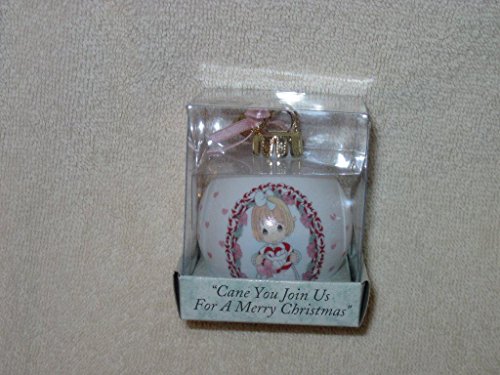 "Cane You Join Us
For A Merry Christmas"